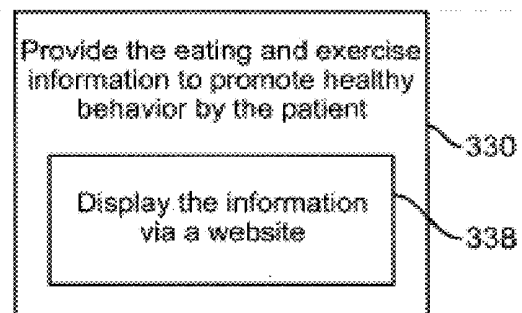 Provide the eating and exercise
information to promote healthy
behavior by the patient
330
Display the information
via a website
338